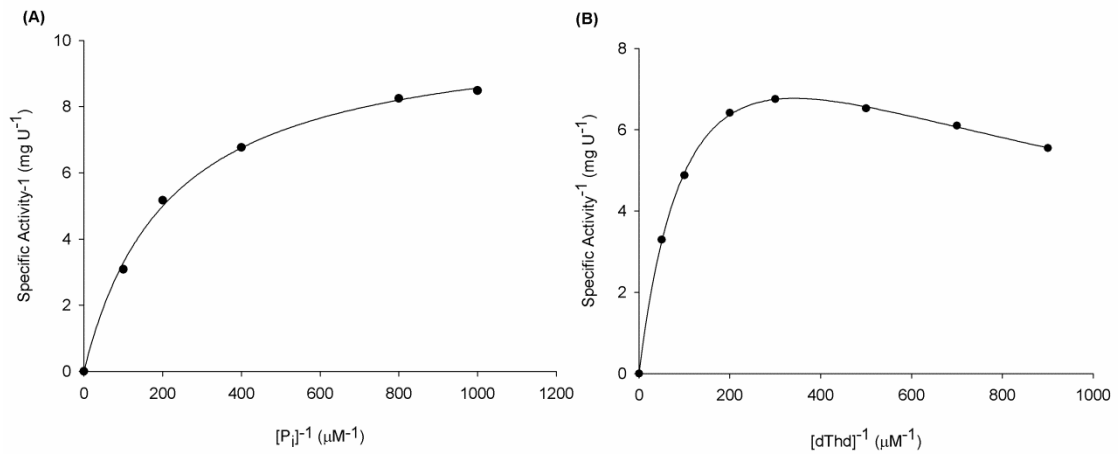 (A)
10
8
6
4
2
0
Specific Activity-1 (mg U⁻¹)
0 200 400 600 800 1000 1200
[Pᵢ]⁻¹ (μM⁻¹)
(B)
8
6
4
2
0
Specific Activity⁻¹ (mg U⁻¹)
0 200 400 600 800 1000
[dThd]⁻¹ (μM⁻¹)